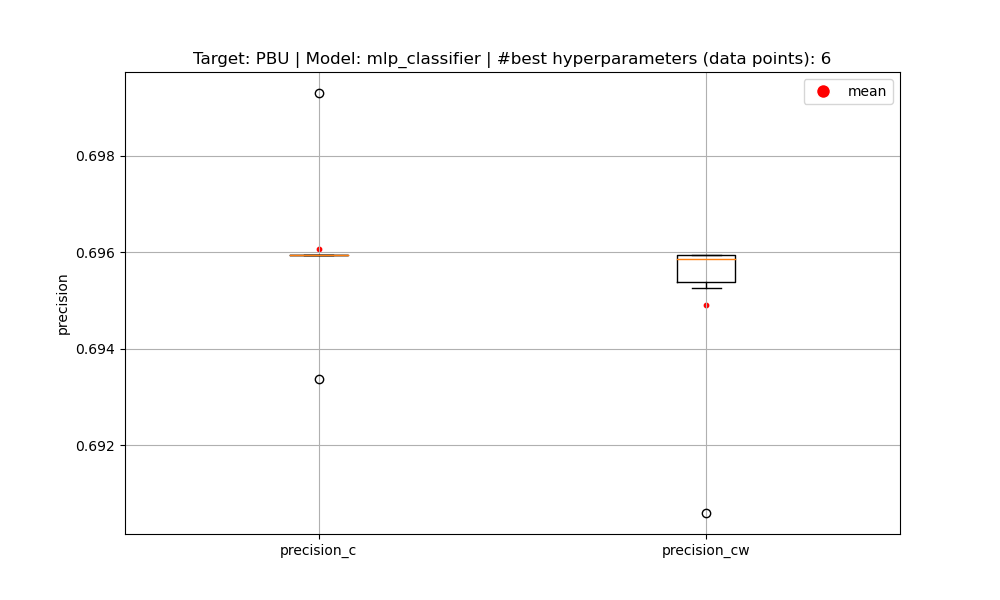 Target: PBU | Model: mlp_classifier | #best hyperparameters (data points): 6
mean
0.698
0.696
0.694
0.692
precision
precision_c
precision_cw